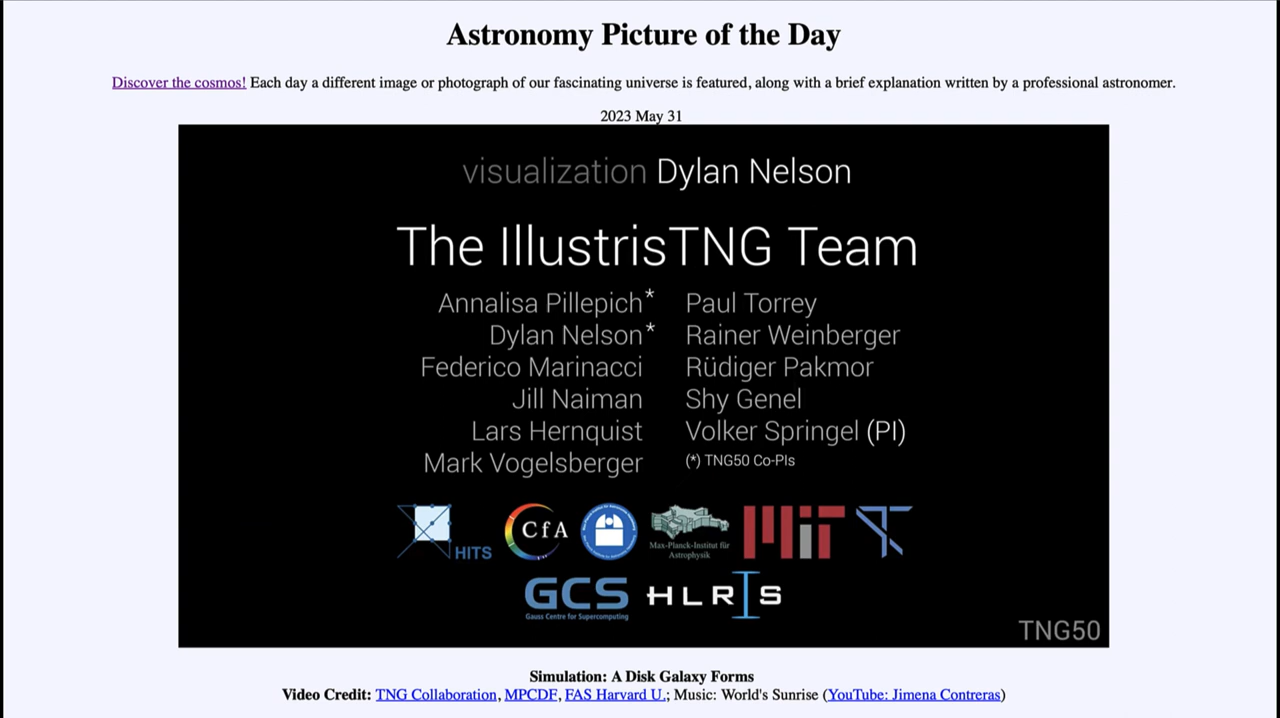 Astronomy Picture of the Day
Discover the cosmos! Each day a different image or photograph of our fascinating universe is featured, along with a brief explanation written by a professional astronomer.
2023 May 31
visualization Dylan Nelson
The IllustrisTNG Team
Annalisa Pillepich* Paul Torrey
Dylan Nelson* Rainer Weinberger
Federico Marinacci Rüdiger Pakmor
Jill Naiman Shy Genel
Lars Hernquist Volker Springel (PI)
Mark Vogelsberger (*) TNG50 Co-PIs
HITS CfA Max-Planck-Institut für Astrophysik MIT
GCS HLRIS
Gauss Centre for Supercomputing
TNG50
Simulation: A Disk Galaxy Forms
Video Credit: TNG Collaboration, MPCDF, FAS Harvard U.; Music: World's Sunrise (YouTube: Jimena Contreras)